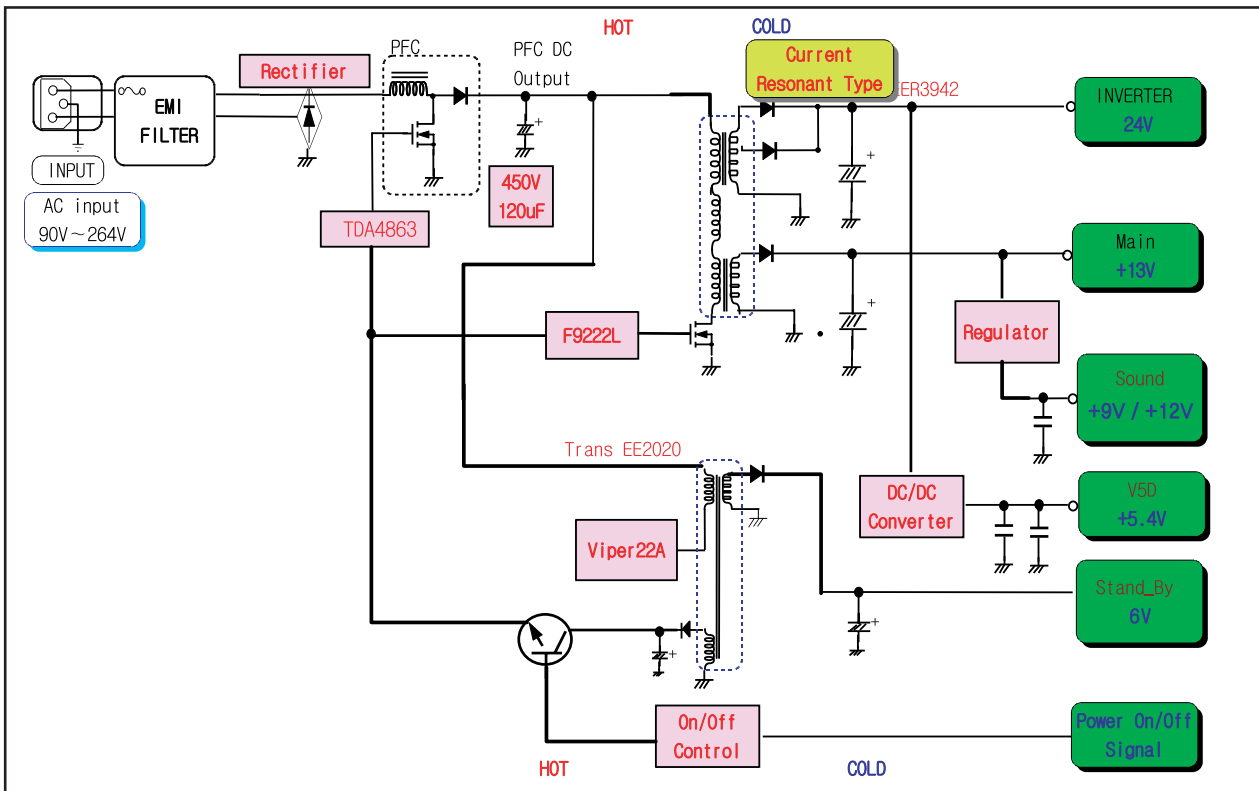 HOT
COLD
PFC
PFC DC
Output
Current
Resonant Type
EER3942
Rectifier
EMI
FILTER
INPUT
AC input
90V～264V
450V
120uF
TDA4863
INVERTER
24V
Main
+13V
F9222L
Regulator
Sound
+9V / +12V
Trans EE2020
DC/DC
Converter
V5D
+5.4V
Viper22A
Stand_By
6V
+
+
+
+
+
On/Off
Control
Power On/Off
Signal
HOT
COLD